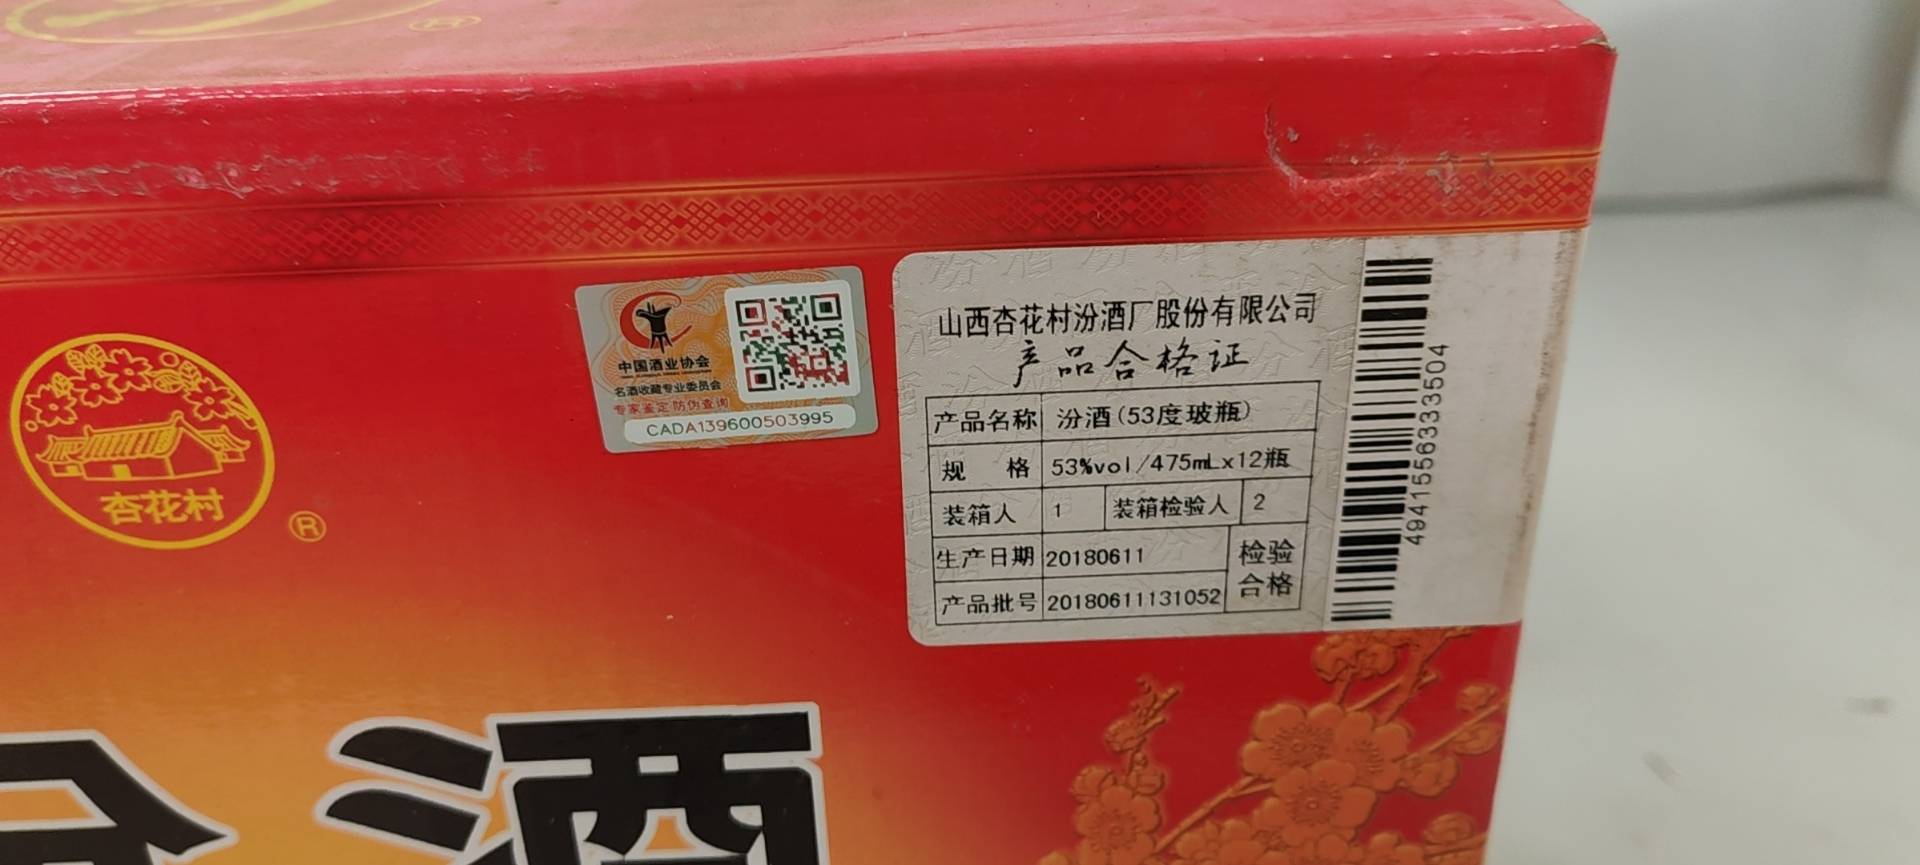 ®
杏花村
®
中国酒业协会
名酒收藏专业委员会
专家鉴定 防伪查询
CADA139600503995
山西杏花村汾酒厂股份有限公司
产品合格证
产品名称 汾酒(53度玻瓶)
规 格 53%vol/475mLx12瓶
装箱人 1 装箱检验人 2
生产日期 20180611 检验
产品批号 20180611131052 合格
49415563333504
酒